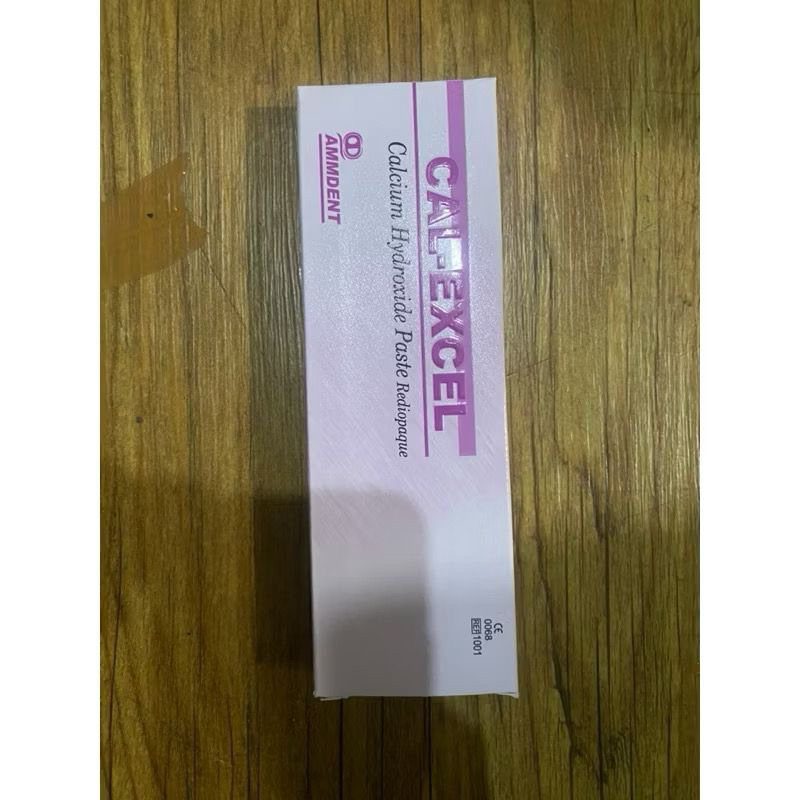 CAL-EXCEL
Calcium Hydroxide Paste Rediopaque
AMMDENT
CE
0068
REF 1001